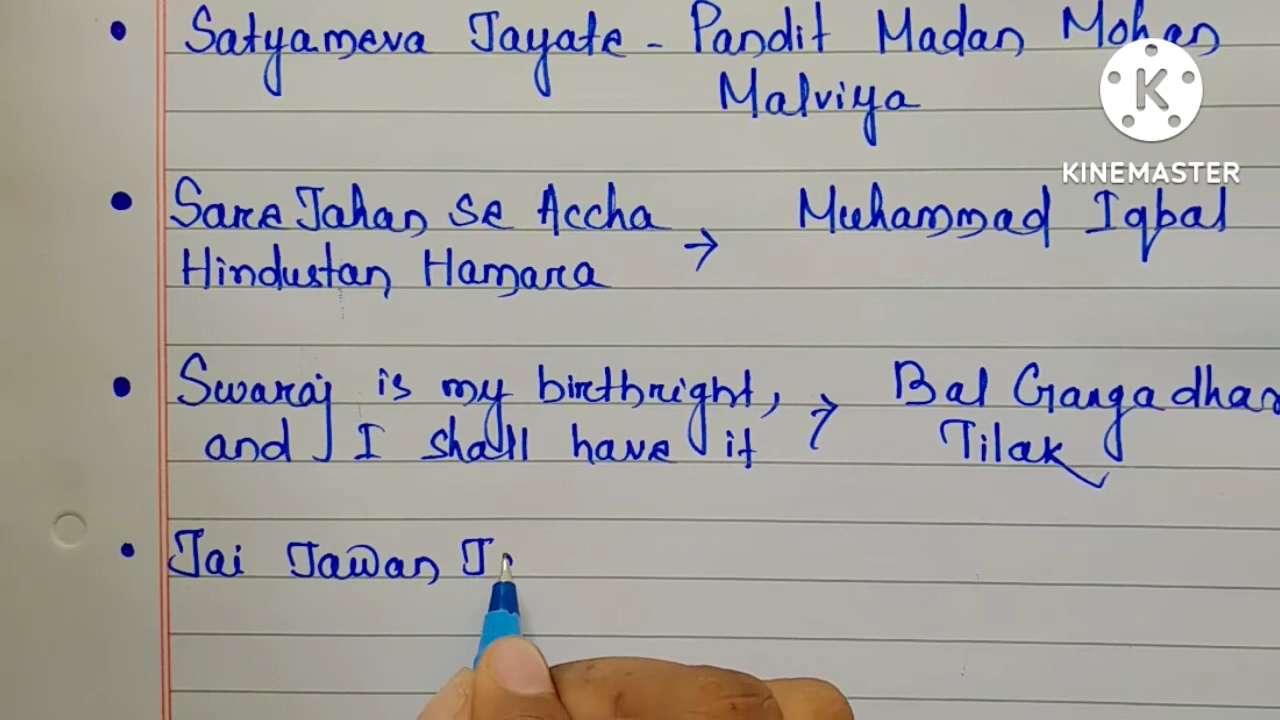 • Satyameva Jayate - Pandit Madan Mohan
Malviya
KINEMASTER
• Sare Jahan se Accha → Muhammad Iqbal
Hindustan Hamara
• Swaraj is my birthright, → Bal Gangadhar
and I shall have it Tilak
• Jai Jawan J